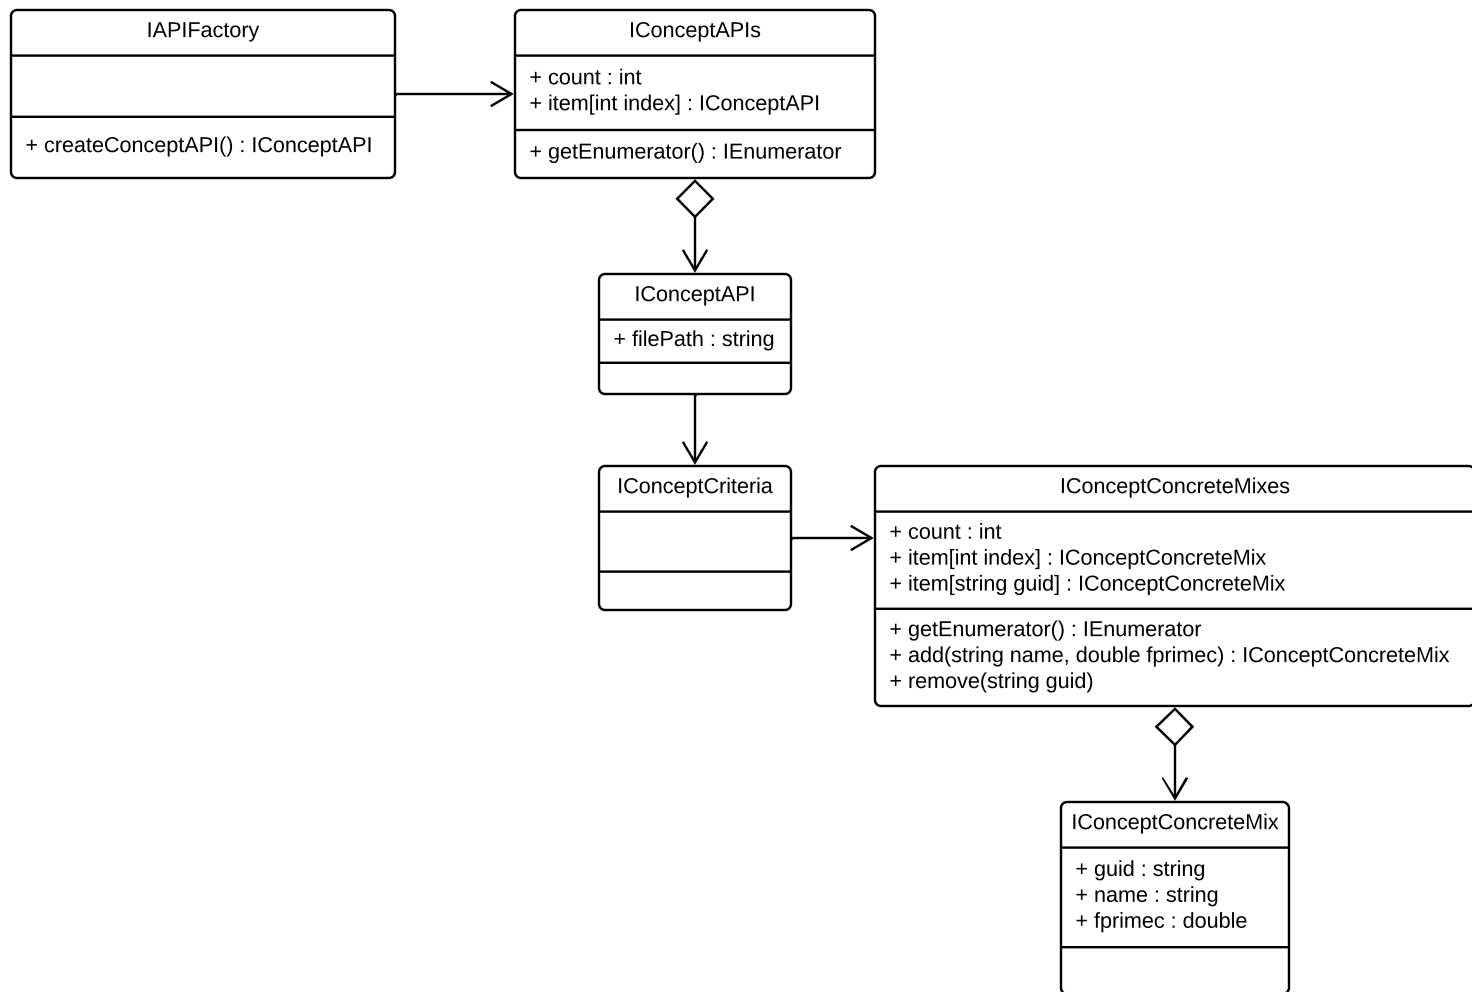 IAPIFactory
+ createConceptAPI() : IConceptAPI
IConceptAPIs
+ count : int
+ item[int index] : IConceptAPI
+ getEnumerator() : IEnumerator
IConceptAPI
+ filePath : string
IConceptCriteria
IConceptConcreteMixes
+ count : int
+ item[int index] : IConceptConcreteMix
+ item[string guid] : IConceptConcreteMix
+ getEnumerator() : IEnumerator
+ add(string name, double fprimec) : IConceptConcreteMix
+ remove(string guid)
IConceptConcreteMix
+ guid : string
+ name : string
+ fprimec : double